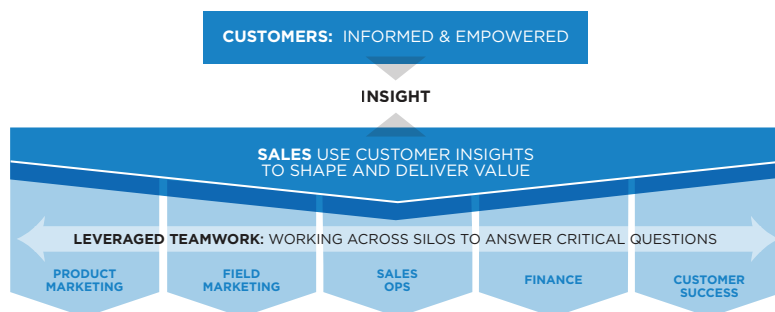 CUSTOMERS: INFORMED & EMPOWERED
INSIGHT
SALES USE CUSTOMER INSIGHTS
TO SHAPE AND DELIVER VALUE
LEVERAGED TEAMWORK: WORKING ACROSS SILOS TO ANSWER CRITICAL QUESTIONS
PRODUCT
MARKETING
FIELD
MARKETING
SALES
OPS
FINANCE
CUSTOMER
SUCCESS